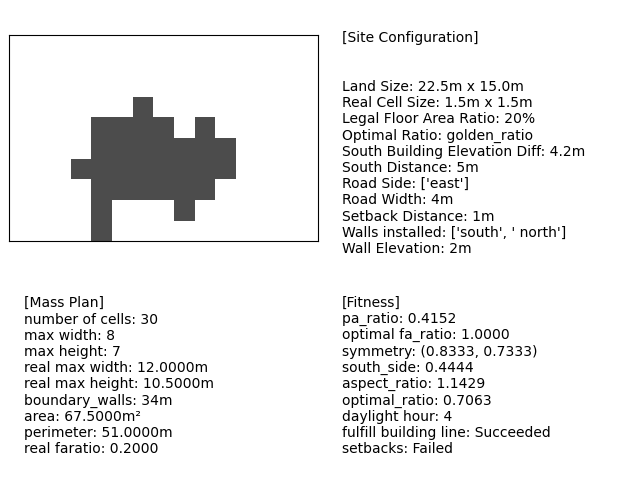 [Site Configuration]
Land Size: 22.5m x 15.0m
Real Cell Size: 1.5m x 1.5m
Legal Floor Area Ratio: 20%
Optimal Ratio: golden_ratio
South Building Elevation Diff: 4.2m
South Distance: 5m
Road Side: ['east']
Road Width: 4m
Setback Distance: 1m
Walls installed: ['south', ' north']
Wall Elevation: 2m
[Mass Plan]
number of cells: 30
max width: 8
max height: 7
real max width: 12.0000m
real max height: 10.5000m
boundary_walls: 34m
area: 67.5000m²
perimeter: 51.0000m
real faratio: 0.2000
[Fitness]
pa_ratio: 0.4152
optimal fa_ratio: 1.0000
symmetry: (0.8333, 0.7333)
south_side: 0.4444
aspect_ratio: 1.1429
optimal_ratio: 0.7063
daylight hour: 4
fulfill building line: Succeeded
setbacks: Failed